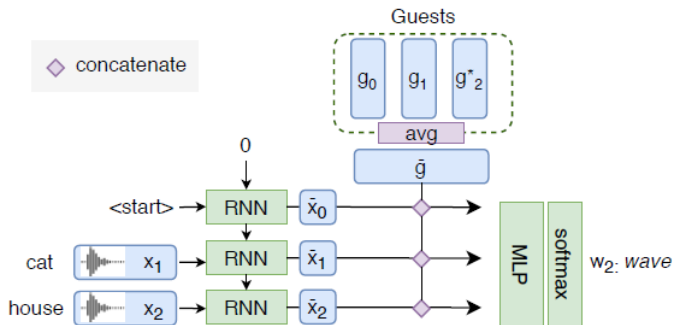 Guests
concatenate
g0 g1 g*2
avg
0
ḡ
<start> RNN x̄0
cat x1 RNN x̄1
house x2 RNN x̄2
MLP softmax
w2: wave